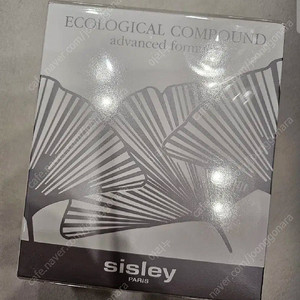 ECOLOGICAL COMPOUND
advanced formula
sisley
PARIS